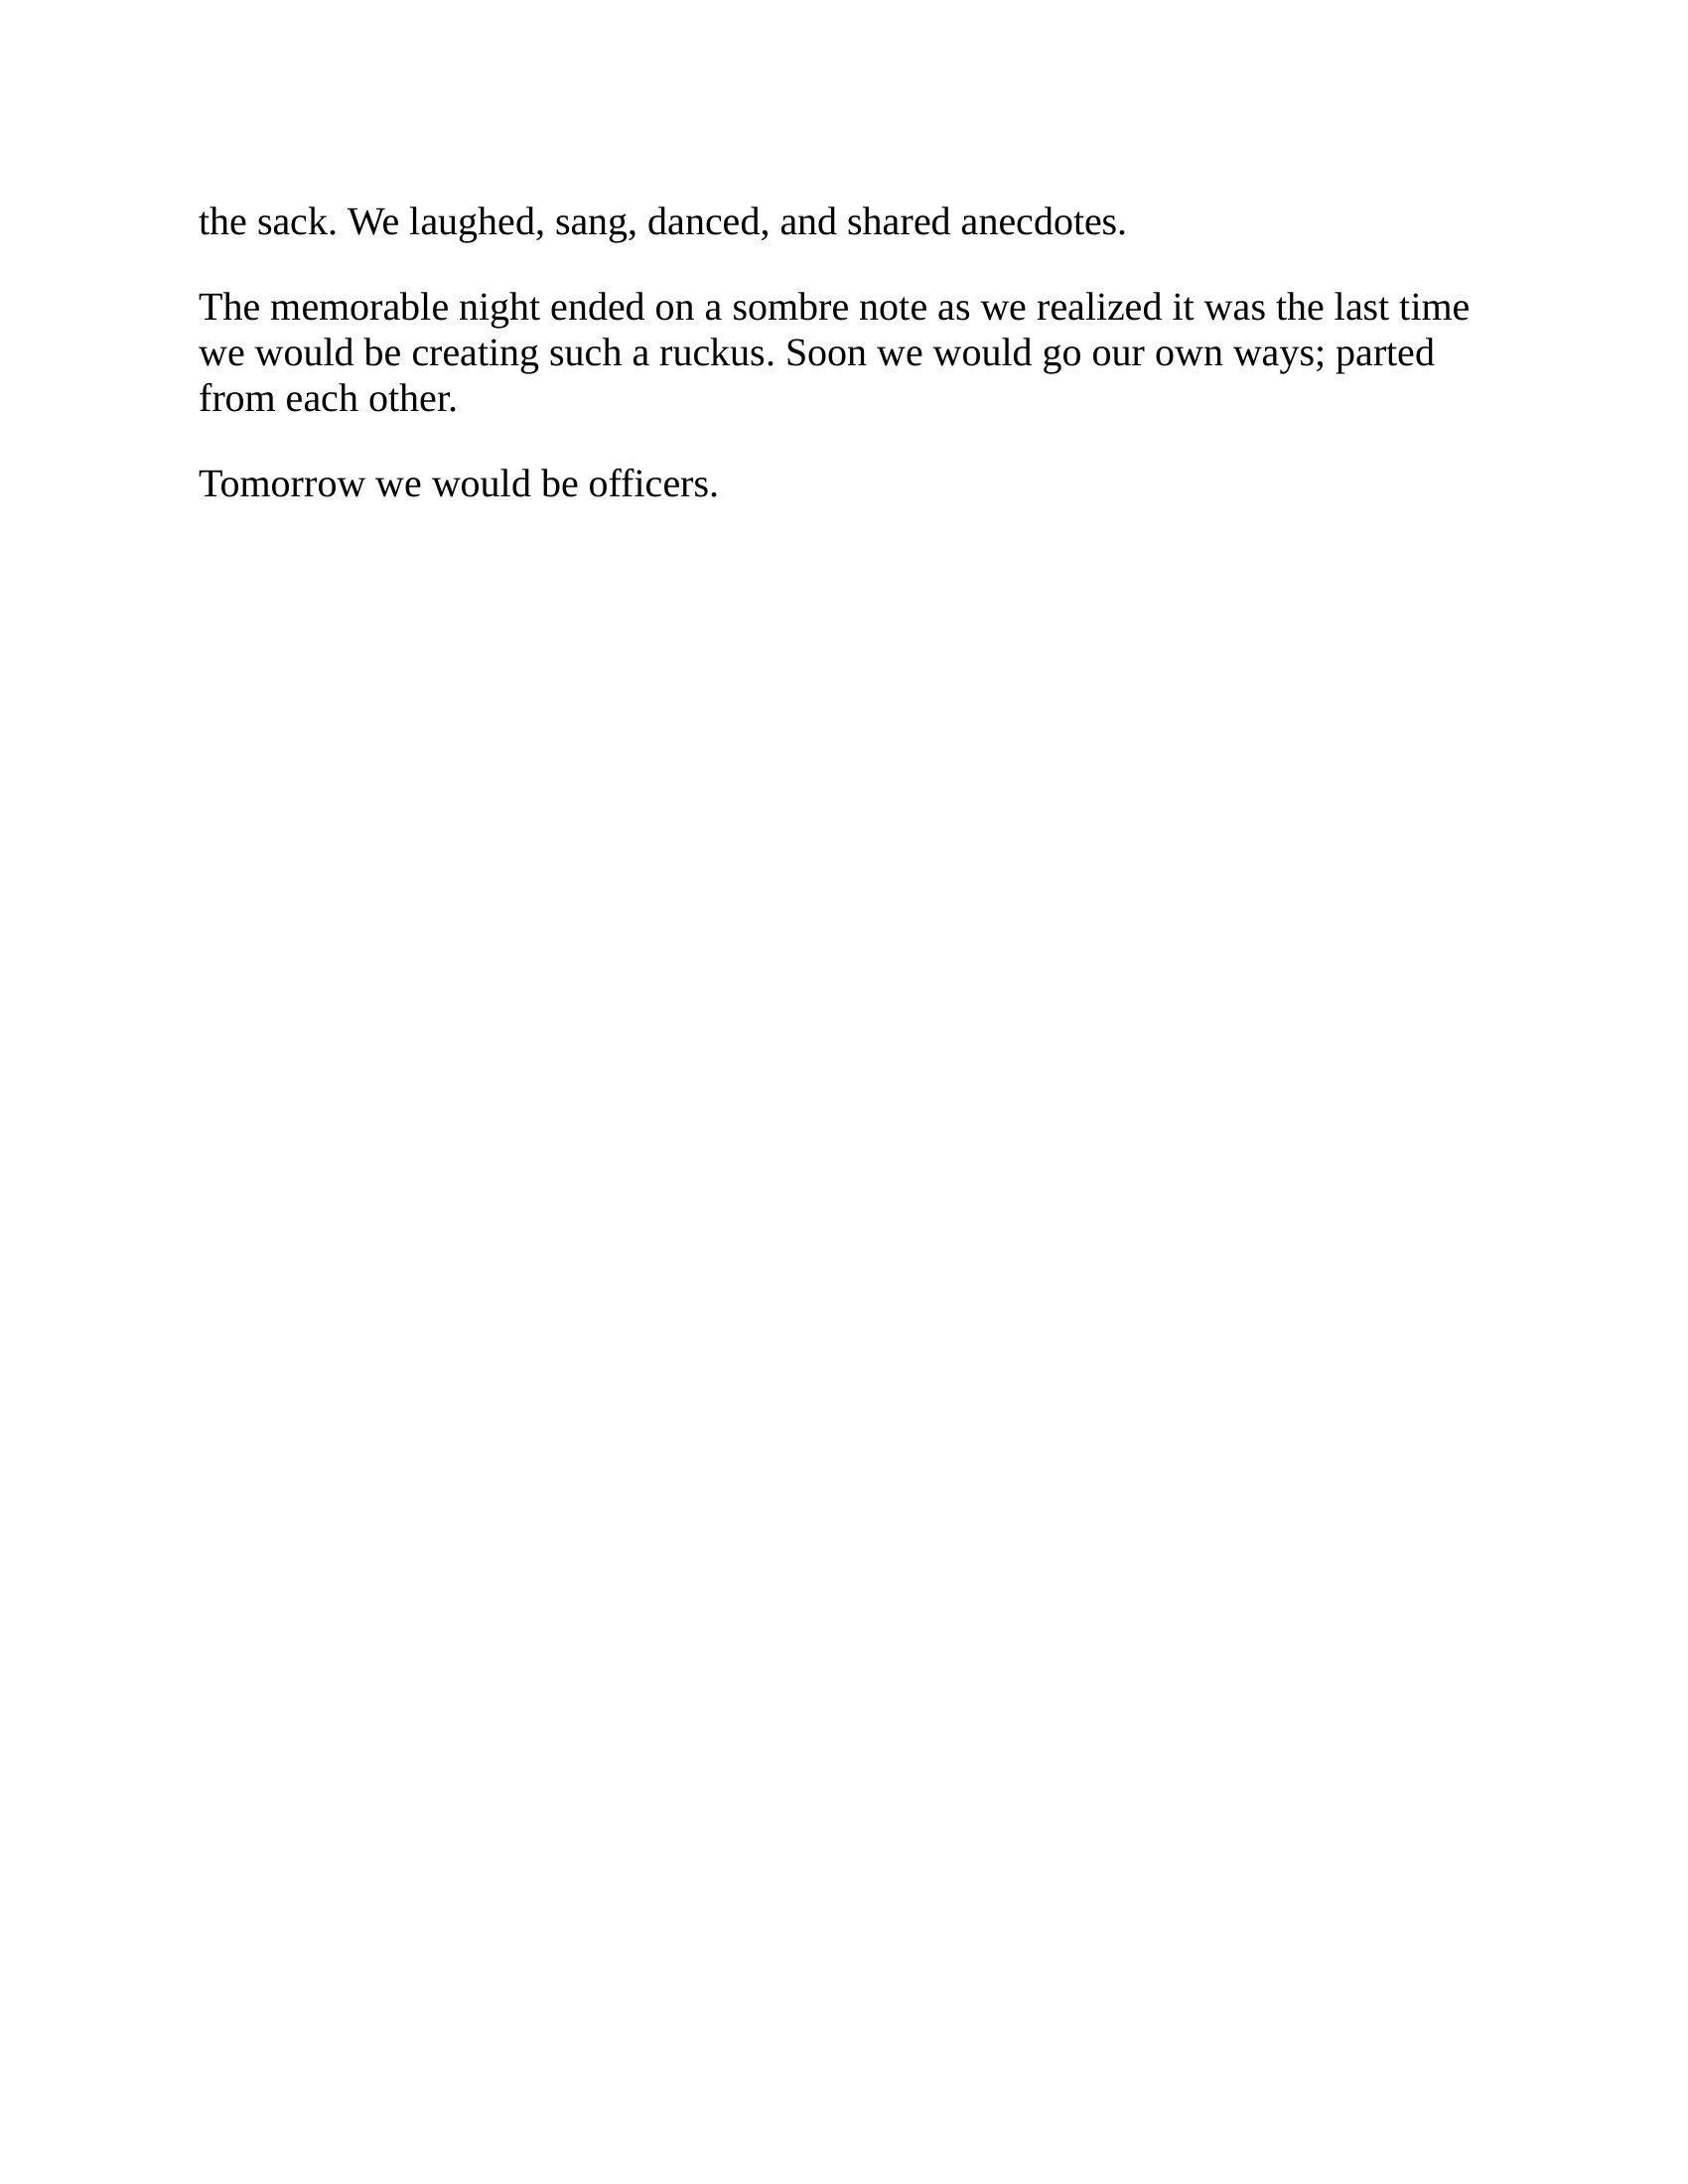 the sack. We laughed, sang, danced, and shared anecdotes.
The memorable night ended on a sombre note as we realized it was the last time
we would be creating such a ruckus. Soon we would go our own ways; parted
from each other.
Tomorrow we would be officers.